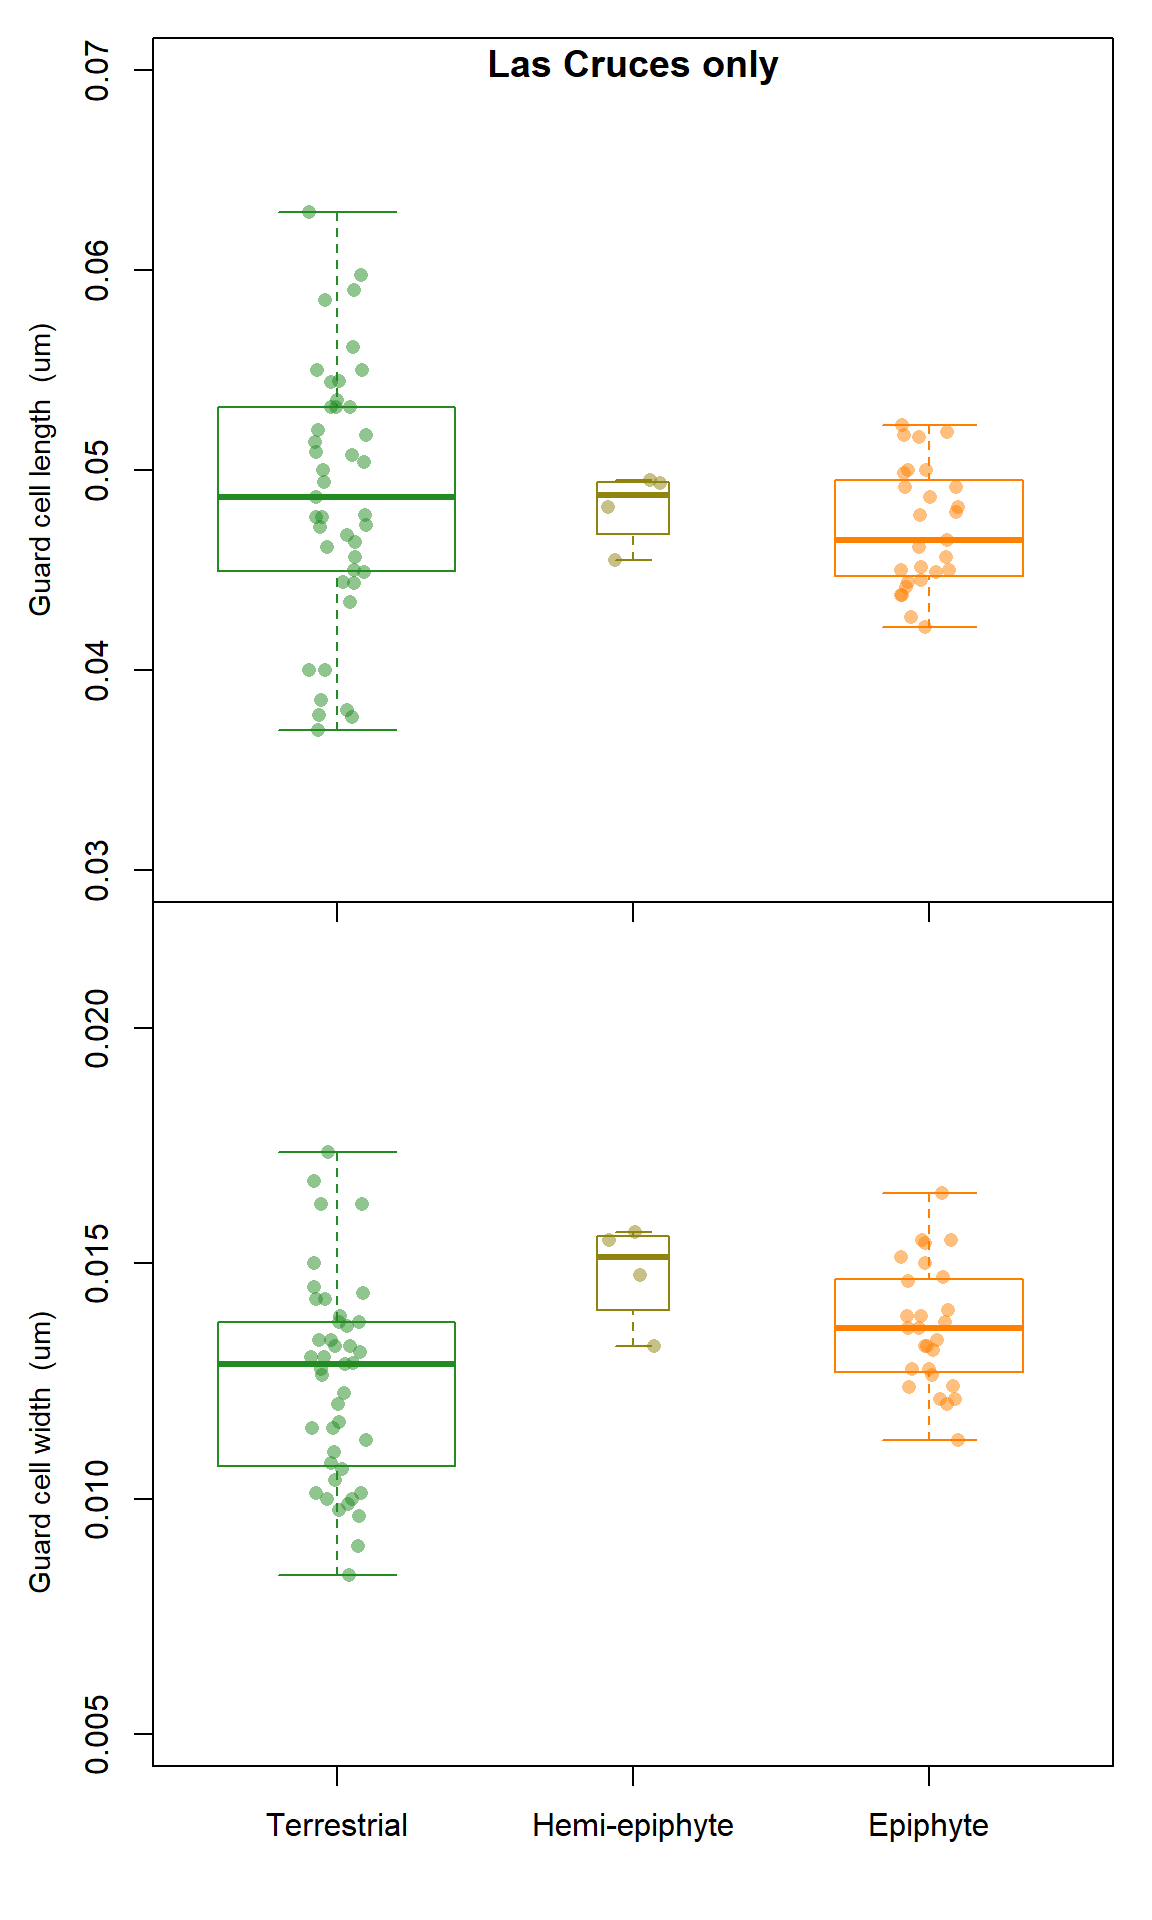 Las Cruces only
0.07
0.06
0.05
0.04
0.03
Guard cell length (um)
0.020
0.015
0.010
0.005
Guard cell width (um)
Terrestrial
Hemi-epiphyte
Epiphyte